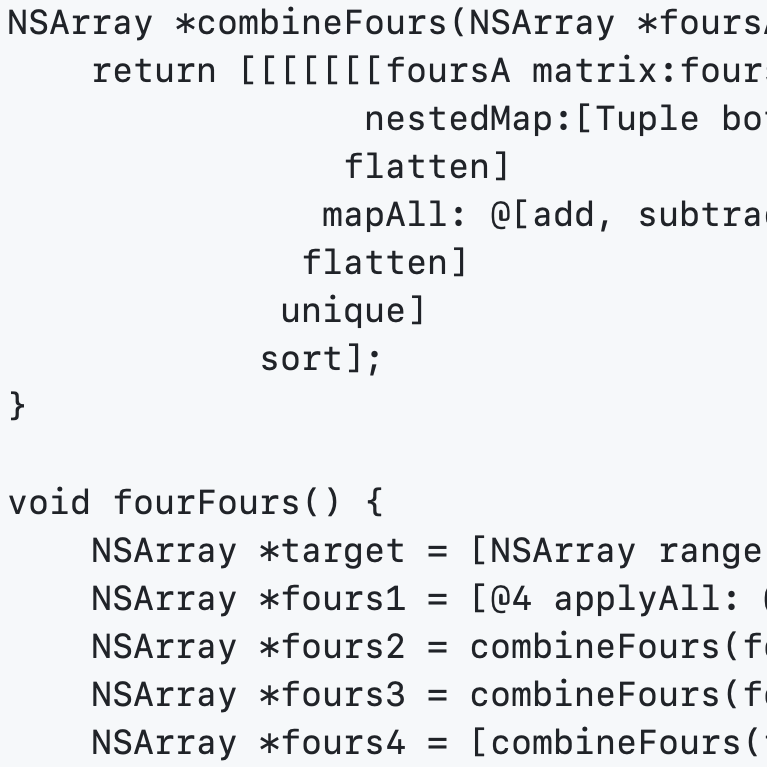 NSArray *combineFours(NSArray *fours
return [[[[[[[foursA matrix:four
nestedMap:[Tuple bo
flatten]
mapAll: @[add, subtra
flatten]
unique]
sort];
}
void fourFours() {
NSArray *target = [NSArray range
NSArray *fours1 = [@4 applyAll:
NSArray *fours2 = combineFours(f
NSArray *fours3 = combineFours(f
NSArray *fours4 = [combineFours(